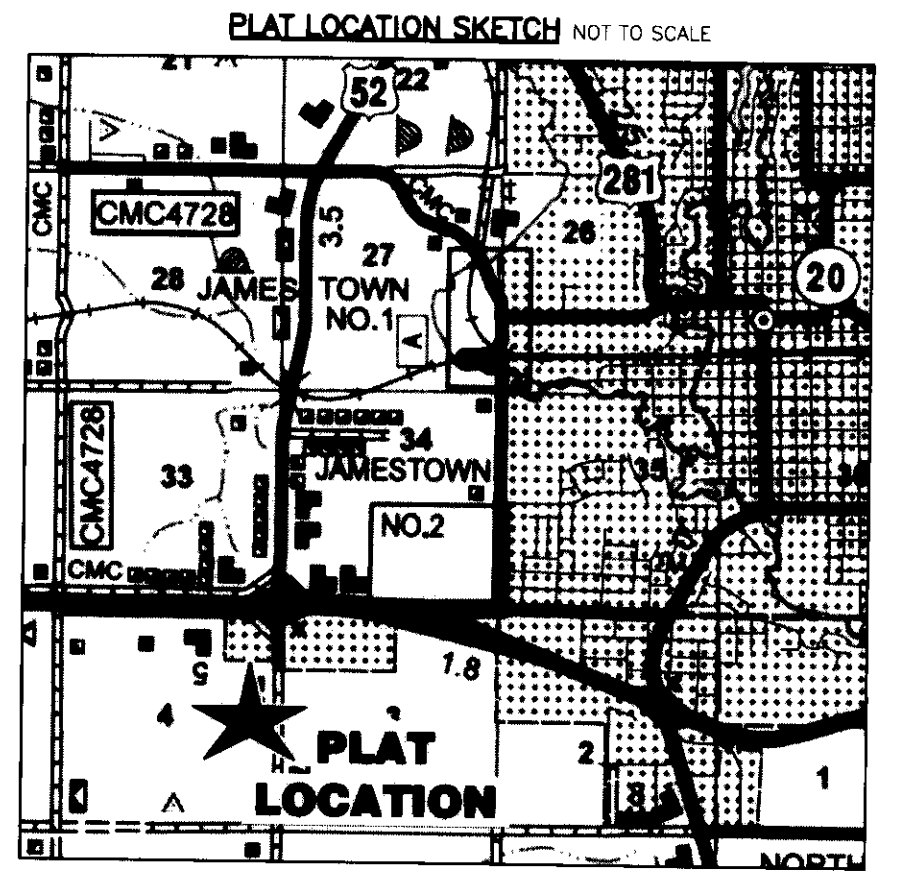 PLAT LOCATION SKETCH NOT TO SCALE
21
52
22
CMC
CMC4728
CMC
281
26
3.5
27
20
28
JAMES TOWN
NO.1
A
CMC4728
33
34
35
JAMESTOWN
NO.2
CMC
1.8
4
2
1
PLAT
LOCATION
NORTH